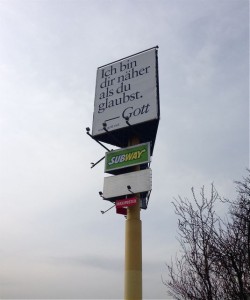 Ich bin
dir näher
als du
glaubst.
— Gott
SUBWAY